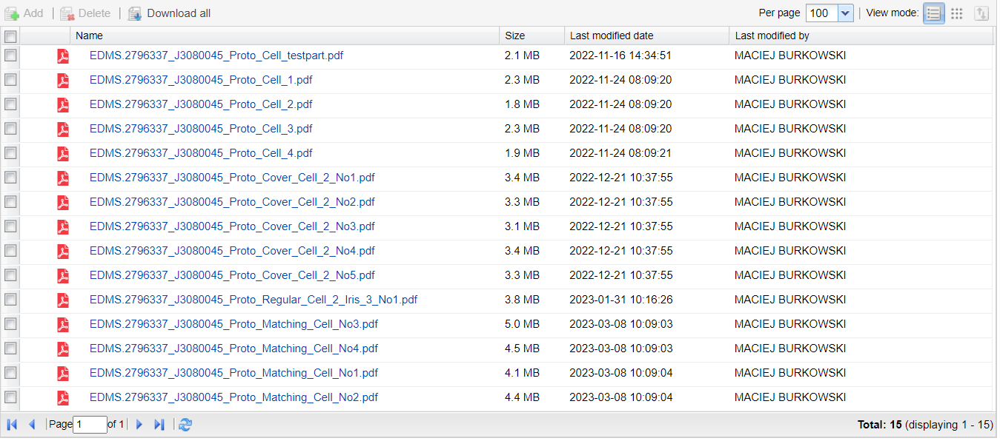 Add Delete Download all Per page 100 View mode:
Name Size Last modified date Last modified by
EDMS.2796337_J3080045_Proto_Cell_testpart.pdf 2.1 MB 2022-11-16 14:34:51 MACIEJ BURKOWSKI
EDMS.2796337_J3080045_Proto_Cell_1.pdf 2.3 MB 2022-11-24 08:09:20 MACIEJ BURKOWSKI
EDMS.2796337_J3080045_Proto_Cell_2.pdf 1.8 MB 2022-11-24 08:09:20 MACIEJ BURKOWSKI
EDMS.2796337_J3080045_Proto_Cell_3.pdf 2.3 MB 2022-11-24 08:09:20 MACIEJ BURKOWSKI
EDMS.2796337_J3080045_Proto_Cell_4.pdf 1.9 MB 2022-11-24 08:09:21 MACIEJ BURKOWSKI
EDMS.2796337_J3080045_Proto_Cover_Cell_2_No1.pdf 3.4 MB 2022-12-21 10:37:55 MACIEJ BURKOWSKI
EDMS.2796337_J3080045_Proto_Cover_Cell_2_No2.pdf 3.3 MB 2022-12-21 10:37:55 MACIEJ BURKOWSKI
EDMS.2796337_J3080045_Proto_Cover_Cell_2_No3.pdf 3.1 MB 2022-12-21 10:37:55 MACIEJ BURKOWSKI
EDMS.2796337_J3080045_Proto_Cover_Cell_2_No4.pdf 3.4 MB 2022-12-21 10:37:55 MACIEJ BURKOWSKI
EDMS.2796337_J3080045_Proto_Cover_Cell_2_No5.pdf 3.3 MB 2022-12-21 10:37:55 MACIEJ BURKOWSKI
EDMS.2796337_J3080045_Proto_Regular_Cell_2_Iris_3_No1.pdf 3.8 MB 2023-01-31 10:16:26 MACIEJ BURKOWSKI
EDMS.2796337_J3080045_Proto_Matching_Cell_No3.pdf 5.0 MB 2023-03-08 10:09:03 MACIEJ BURKOWSKI
EDMS.2796337_J3080045_Proto_Matching_Cell_No4.pdf 4.5 MB 2023-03-08 10:09:03 MACIEJ BURKOWSKI
EDMS.2796337_J3080045_Proto_Matching_Cell_No1.pdf 4.1 MB 2023-03-08 10:09:04 MACIEJ BURKOWSKI
EDMS.2796337_J3080045_Proto_Matching_Cell_No2.pdf 4.4 MB 2023-03-08 10:09:04 MACIEJ BURKOWSKI
Page 1 of 1 Total: 15 (displaying 1 - 15)